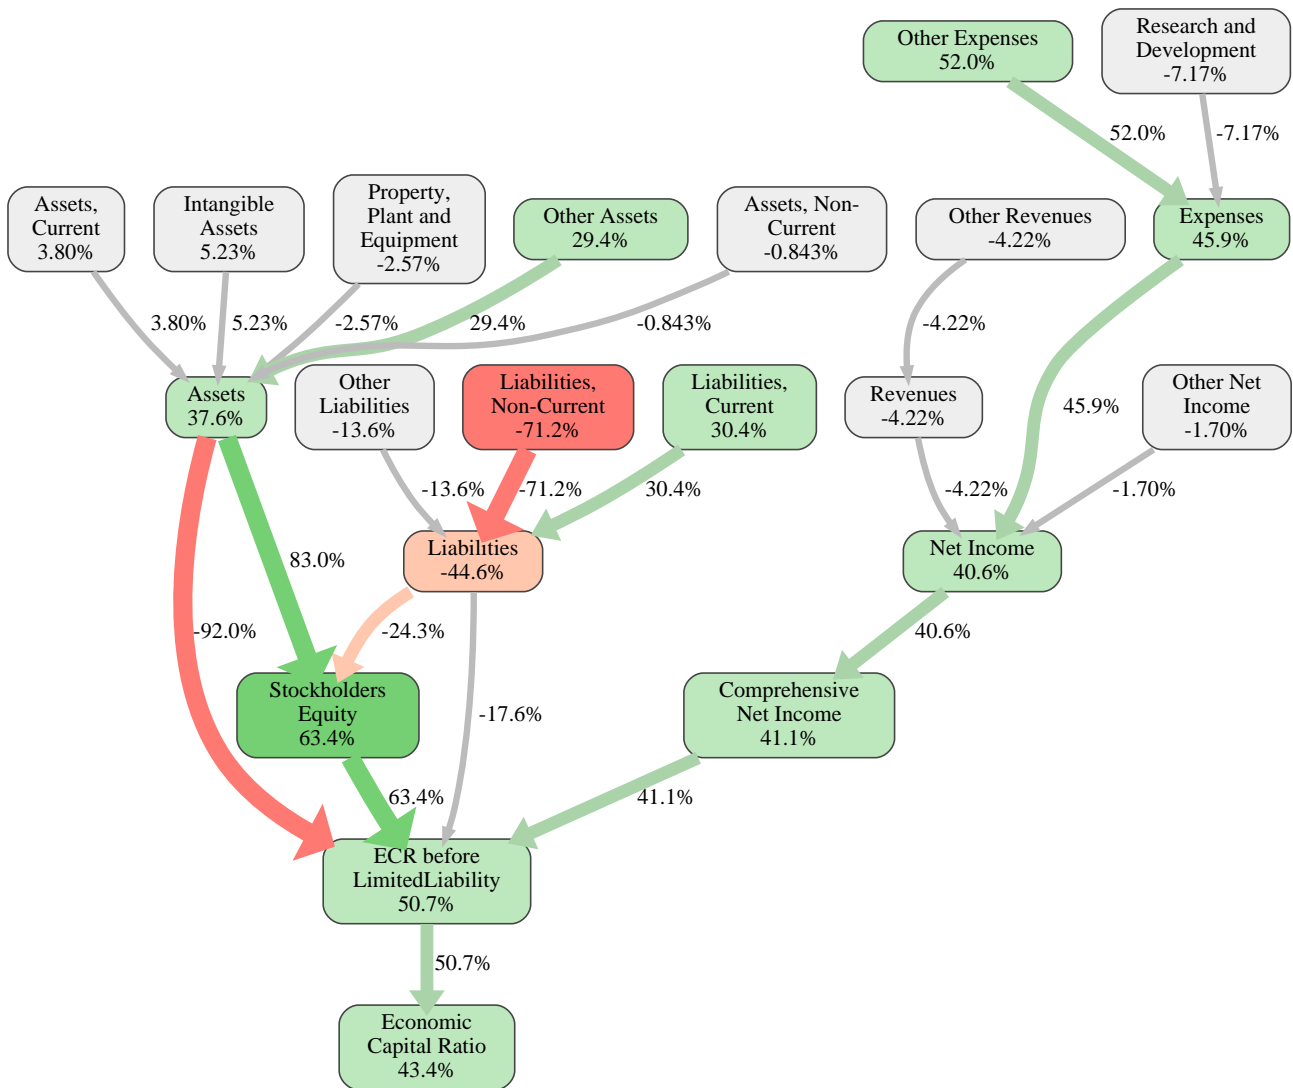 Other Expenses
52.0%
Research and
Development
-7.17%
52.0%
-7.17%
Assets,
Current
3.80%
Intangible
Assets
5.23%
Property,
Plant and
Equipment
-2.57%
Other Assets
29.4%
Assets, Non-
Current
-0.843%
Other Revenues
-4.22%
Expenses
45.9%
3.80%
5.23%
-2.57%
29.4%
-0.843%
-4.22%
45.9%
Assets
37.6%
Other
Liabilities
-13.6%
Liabilities,
Non-Current
-71.2%
Liabilities,
Current
30.4%
Revenues
-4.22%
Other Net
Income
-1.70%
-13.6%
-71.2%
30.4%
-4.22%
-1.70%
83.0%
Liabilities
-44.6%
Net Income
40.6%
-92.0%
-24.3%
40.6%
Stockholders
Equity
63.4%
-17.6%
Comprehensive
Net Income
41.1%
63.4%
41.1%
ECR before
LimitedLiability
50.7%
50.7%
Economic
Capital Ratio
43.4%